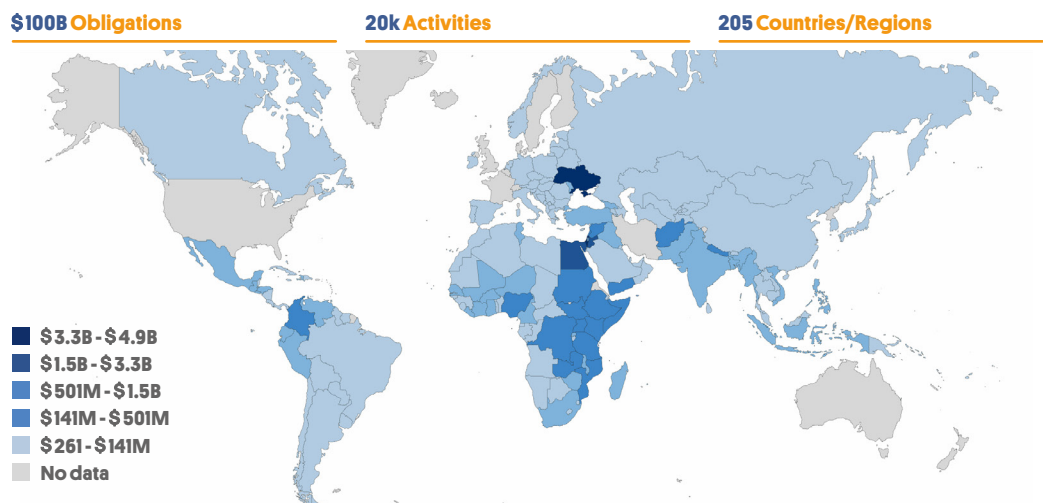 $100B Obligations
20k Activities
205 Countries/Regions
$3.3B - $4.9B
$1.5B - $3.3B
$501M - $1.5B
$141M - $501M
$261 - $141M
No data